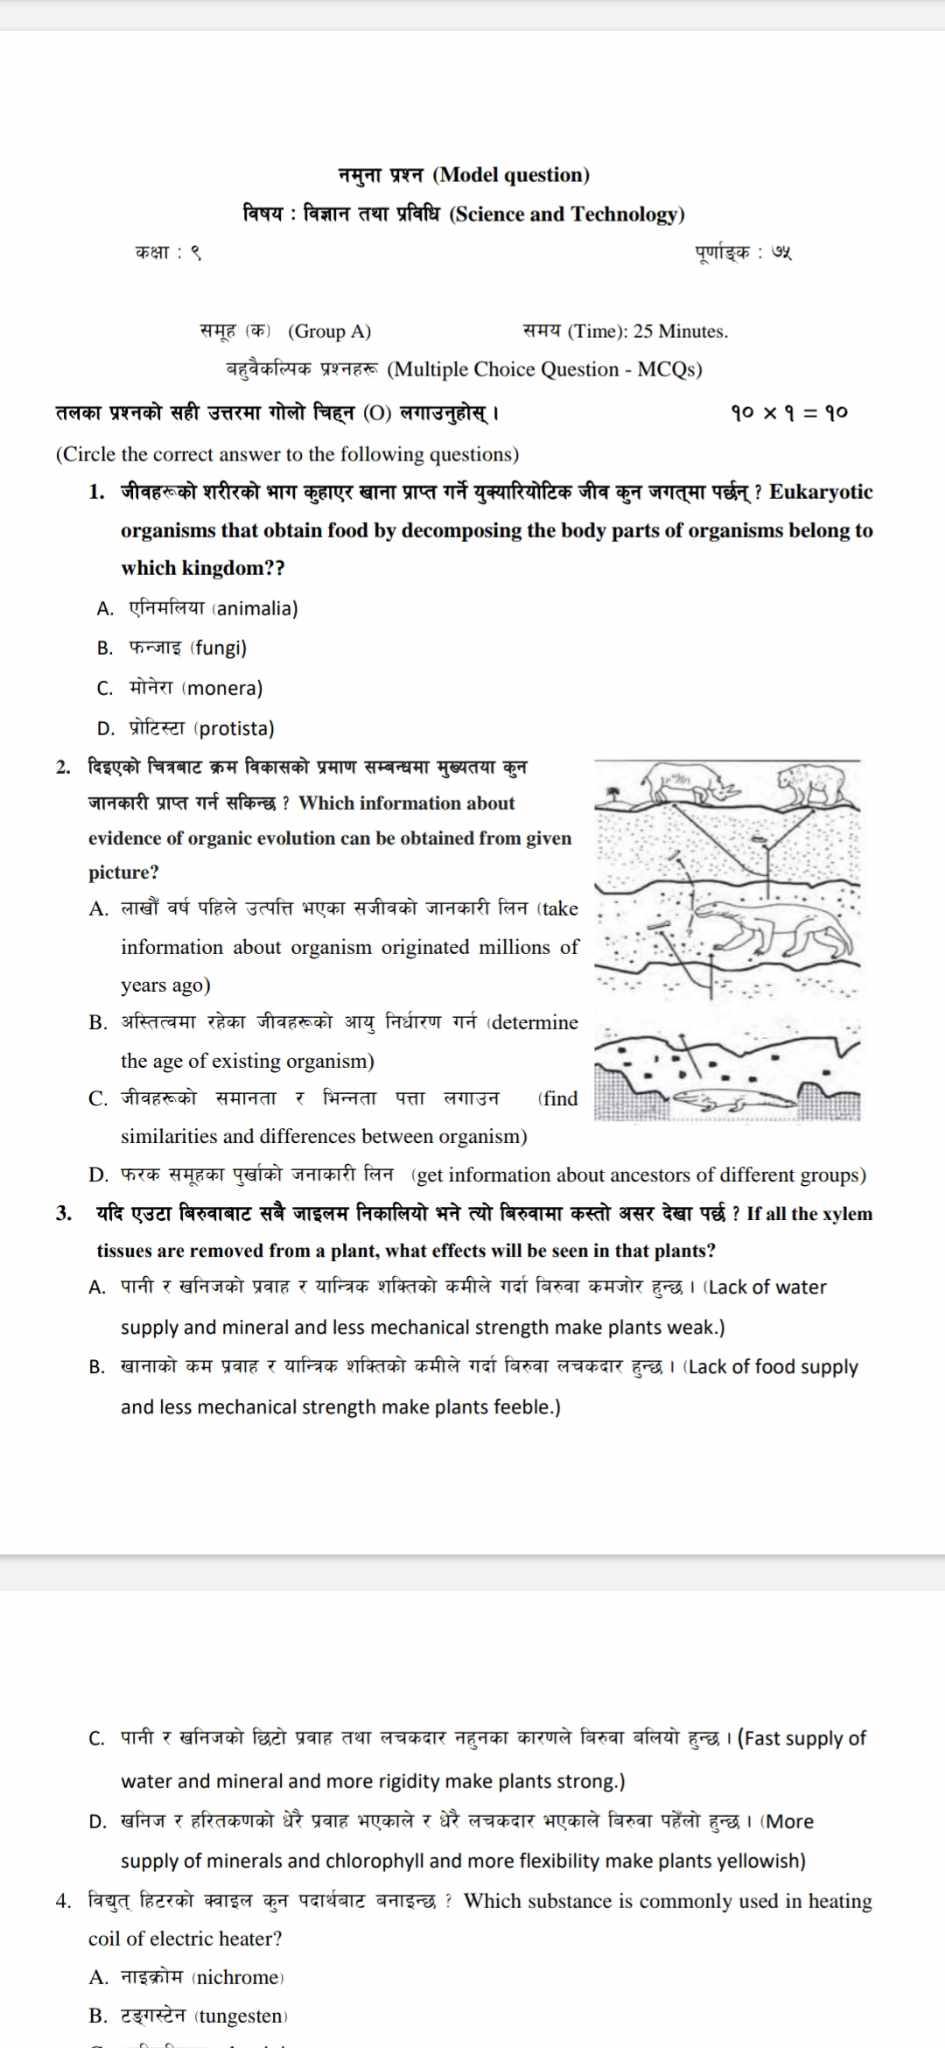 नमुना प्रश्न (Model question)
विषय : विज्ञान तथा प्रविधि (Science and Technology)
कक्षा : ९ पूर्णाङ्क : ७५
समूह (क) (Group A) समय (Time): 25 Minutes.
बहुवैकल्पिक प्रश्नहरू (Multiple Choice Question - MCQs)
तलका प्रश्नको सही उत्तरमा गोलो चिह्न (O) लगाउनुहोस् । १० × १ = १०
(Circle the correct answer to the following questions)
1. जीवहरूको शरीरको भाग कुहाएर खाना प्राप्त गर्ने युक्यारियोटिक जीव कुन जगत्‌मा पर्छन् ? Eukaryotic
organisms that obtain food by decomposing the body parts of organisms belong to
which kingdom??
A. एनिमलिया (animalia)
B. फन्जाइ (fungi)
C. मोनेरा (monera)
D. प्रोटिस्टा (protista)
2. दिइएको चित्रबाट क्रम विकासको प्रमाण सम्बन्धमा मुख्यतया कुन
जानकारी प्राप्त गर्न सकिन्छ ? Which information about
evidence of organic evolution can be obtained from given
picture?
A. लाखौँ वर्ष पहिले उत्पत्ति भएका सजीवको जानकारी लिन (take
information about organism originated millions of
years ago)
B. अस्तित्वमा रहेका जीवहरूको आयु निर्धारण गर्न (determine
the age of existing organism)
C. जीवहरूको समानता र भिन्नता पत्ता लगाउन (find
similarities and differences between organism)
D. फरक समूहका पुर्खाको जनाकारी लिन (get information about ancestors of different groups)
3. यदि एउटा बिरुवाबाट सबै जाइलम निकालियो भने त्यो बिरुवामा कस्तो असर देखा पर्छ ? If all the xylem
tissues are removed from a plant, what effects will be seen in that plants?
A. पानी र खनिजको प्रवाह र यान्त्रिक शक्तिको कमीले गर्दा बिरुवा कमजोर हुन्छ । (Lack of water
supply and mineral and less mechanical strength make plants weak.)
B. खानाको कम प्रवाह र यान्त्रिक शक्तिको कमीले गर्दा बिरुवा लचकदार हुन्छ । (Lack of food supply
and less mechanical strength make plants feeble.)
C. पानी र खनिजको छिटो प्रवाह तथा लचकदार नहुनका कारणले बिरुवा बलियो हुन्छ । (Fast supply of
water and mineral and more rigidity make plants strong.)
D. खनिज र हरितकणको धेरै प्रवाह भएकाले र धेरै लचकदार भएकाले बिरुवा पहेँलो हुन्छ । (More
supply of minerals and chlorophyll and more flexibility make plants yellowish)
4. विद्युत् हिटरको क्वाइल कुन पदार्थबाट बनाइन्छ ? Which substance is commonly used in heating
coil of electric heater?
A. नाइक्रोम (nichrome)
B. टङ्गस्टेन (tungesten)